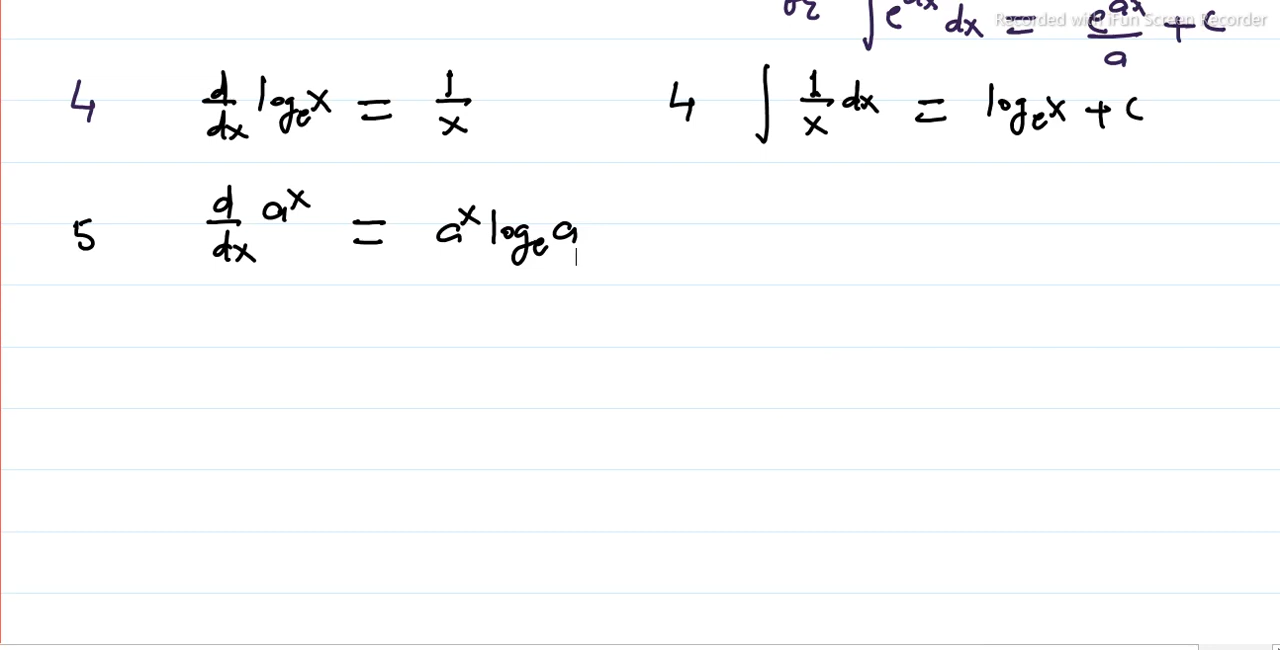 or ∫ e^{ax} dx = e^{ax}/a + c
Recorded with iFun Screen Recorder
4 d/dx log_e x = 1/x 4 ∫ 1/x dx = log_e x + c
5 d/dx a^x = a^x log_e a